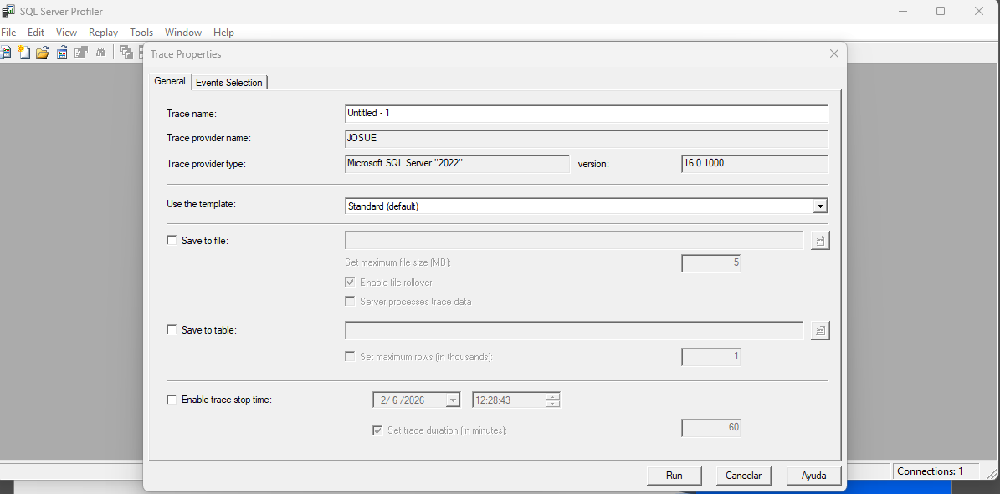 SQL Server Profiler
File Edit View Replay Tools Window Help
Trace Properties
General Events Selection
Trace name: Untitled - 1
Trace provider name: JOSUE
Trace provider type: Microsoft SQL Server "2022" version: 16.0.1000
Use the template: Standard (default)
Save to file:
Set maximum file size (MB): 5
Enable file rollover
Server processes trace data
Save to table:
Set maximum rows (in thousands): 1
Enable trace stop time: 2/ 6 /2026 12:28:43
Set trace duration (in minutes): 60
Run Cancelar Ayuda
Connections: 1